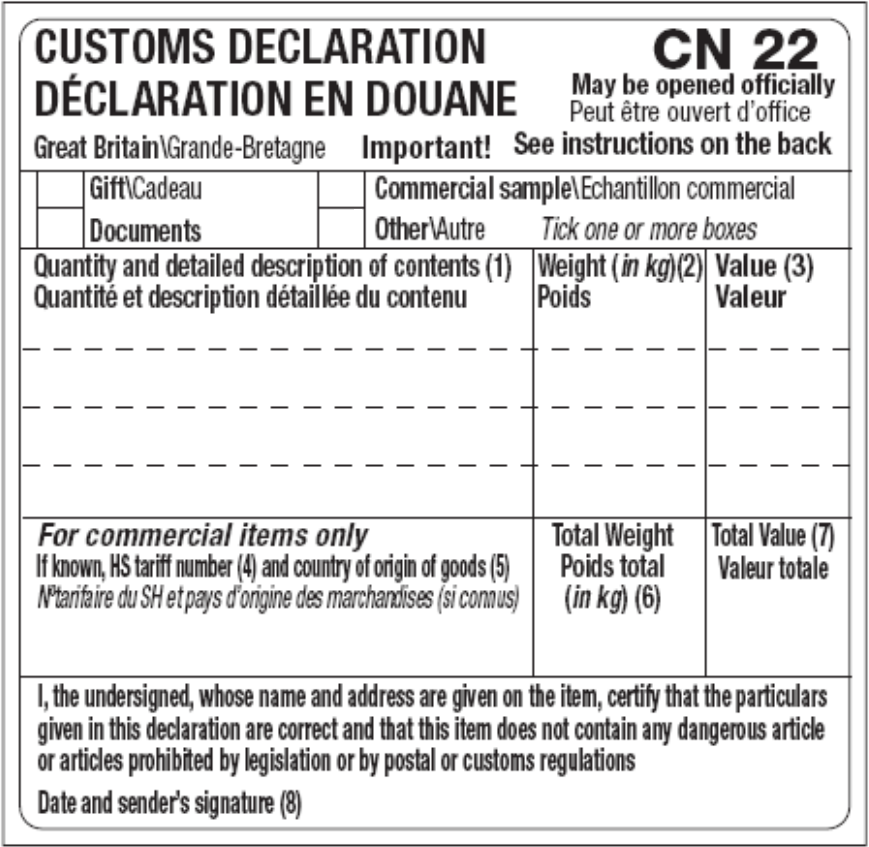 CUSTOMS DECLARATION
DÉCLARATION EN DOUANE
CN 22
May be opened officially
Peut être ouvert d'office
Great Britain\Grande-Bretagne Important! See instructions on the back
Gift\Cadeau Commercial sample\Echantillon commercial
Documents Other\Autre Tick one or more boxes
Quantity and detailed description of contents (1)
Quantité et description détaillée du contenu
Weight (in kg)(2)
Poids
Value (3)
Valeur
For commercial items only
If known, HS tariff number (4) and country of origin of goods (5)
N°tarifaire du SH et pays d'origine des marchandises (si connus)
Total Weight
Poids total
(in kg) (6)
Total Value (7)
Valeur totale
I, the undersigned, whose name and address are given on the item, certify that the particulars
given in this declaration are correct and that this item does not contain any dangerous article
or articles prohibited by legislation or by postal or customs regulations
Date and sender's signature (8)